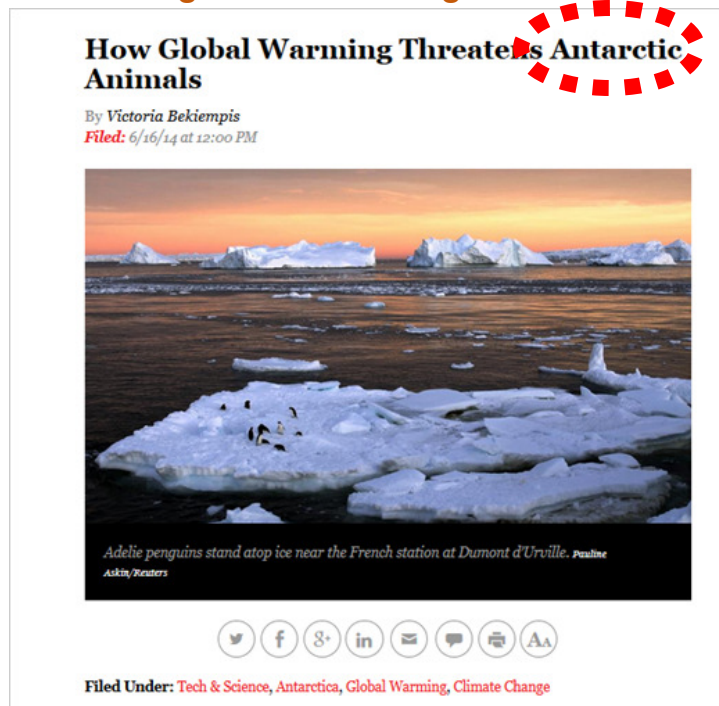 How Global Warming Threatens Antarctic
Animals
By Victoria Bekiempis
Filed: 6/16/14 at 12:00 PM
Adelie penguins stand atop ice near the French station at Dumont d'Urville. Pauline
Askin/Reuters
f
8+
in
AA
Filed Under: Tech & Science, Antarctica, Global Warming, Climate Change